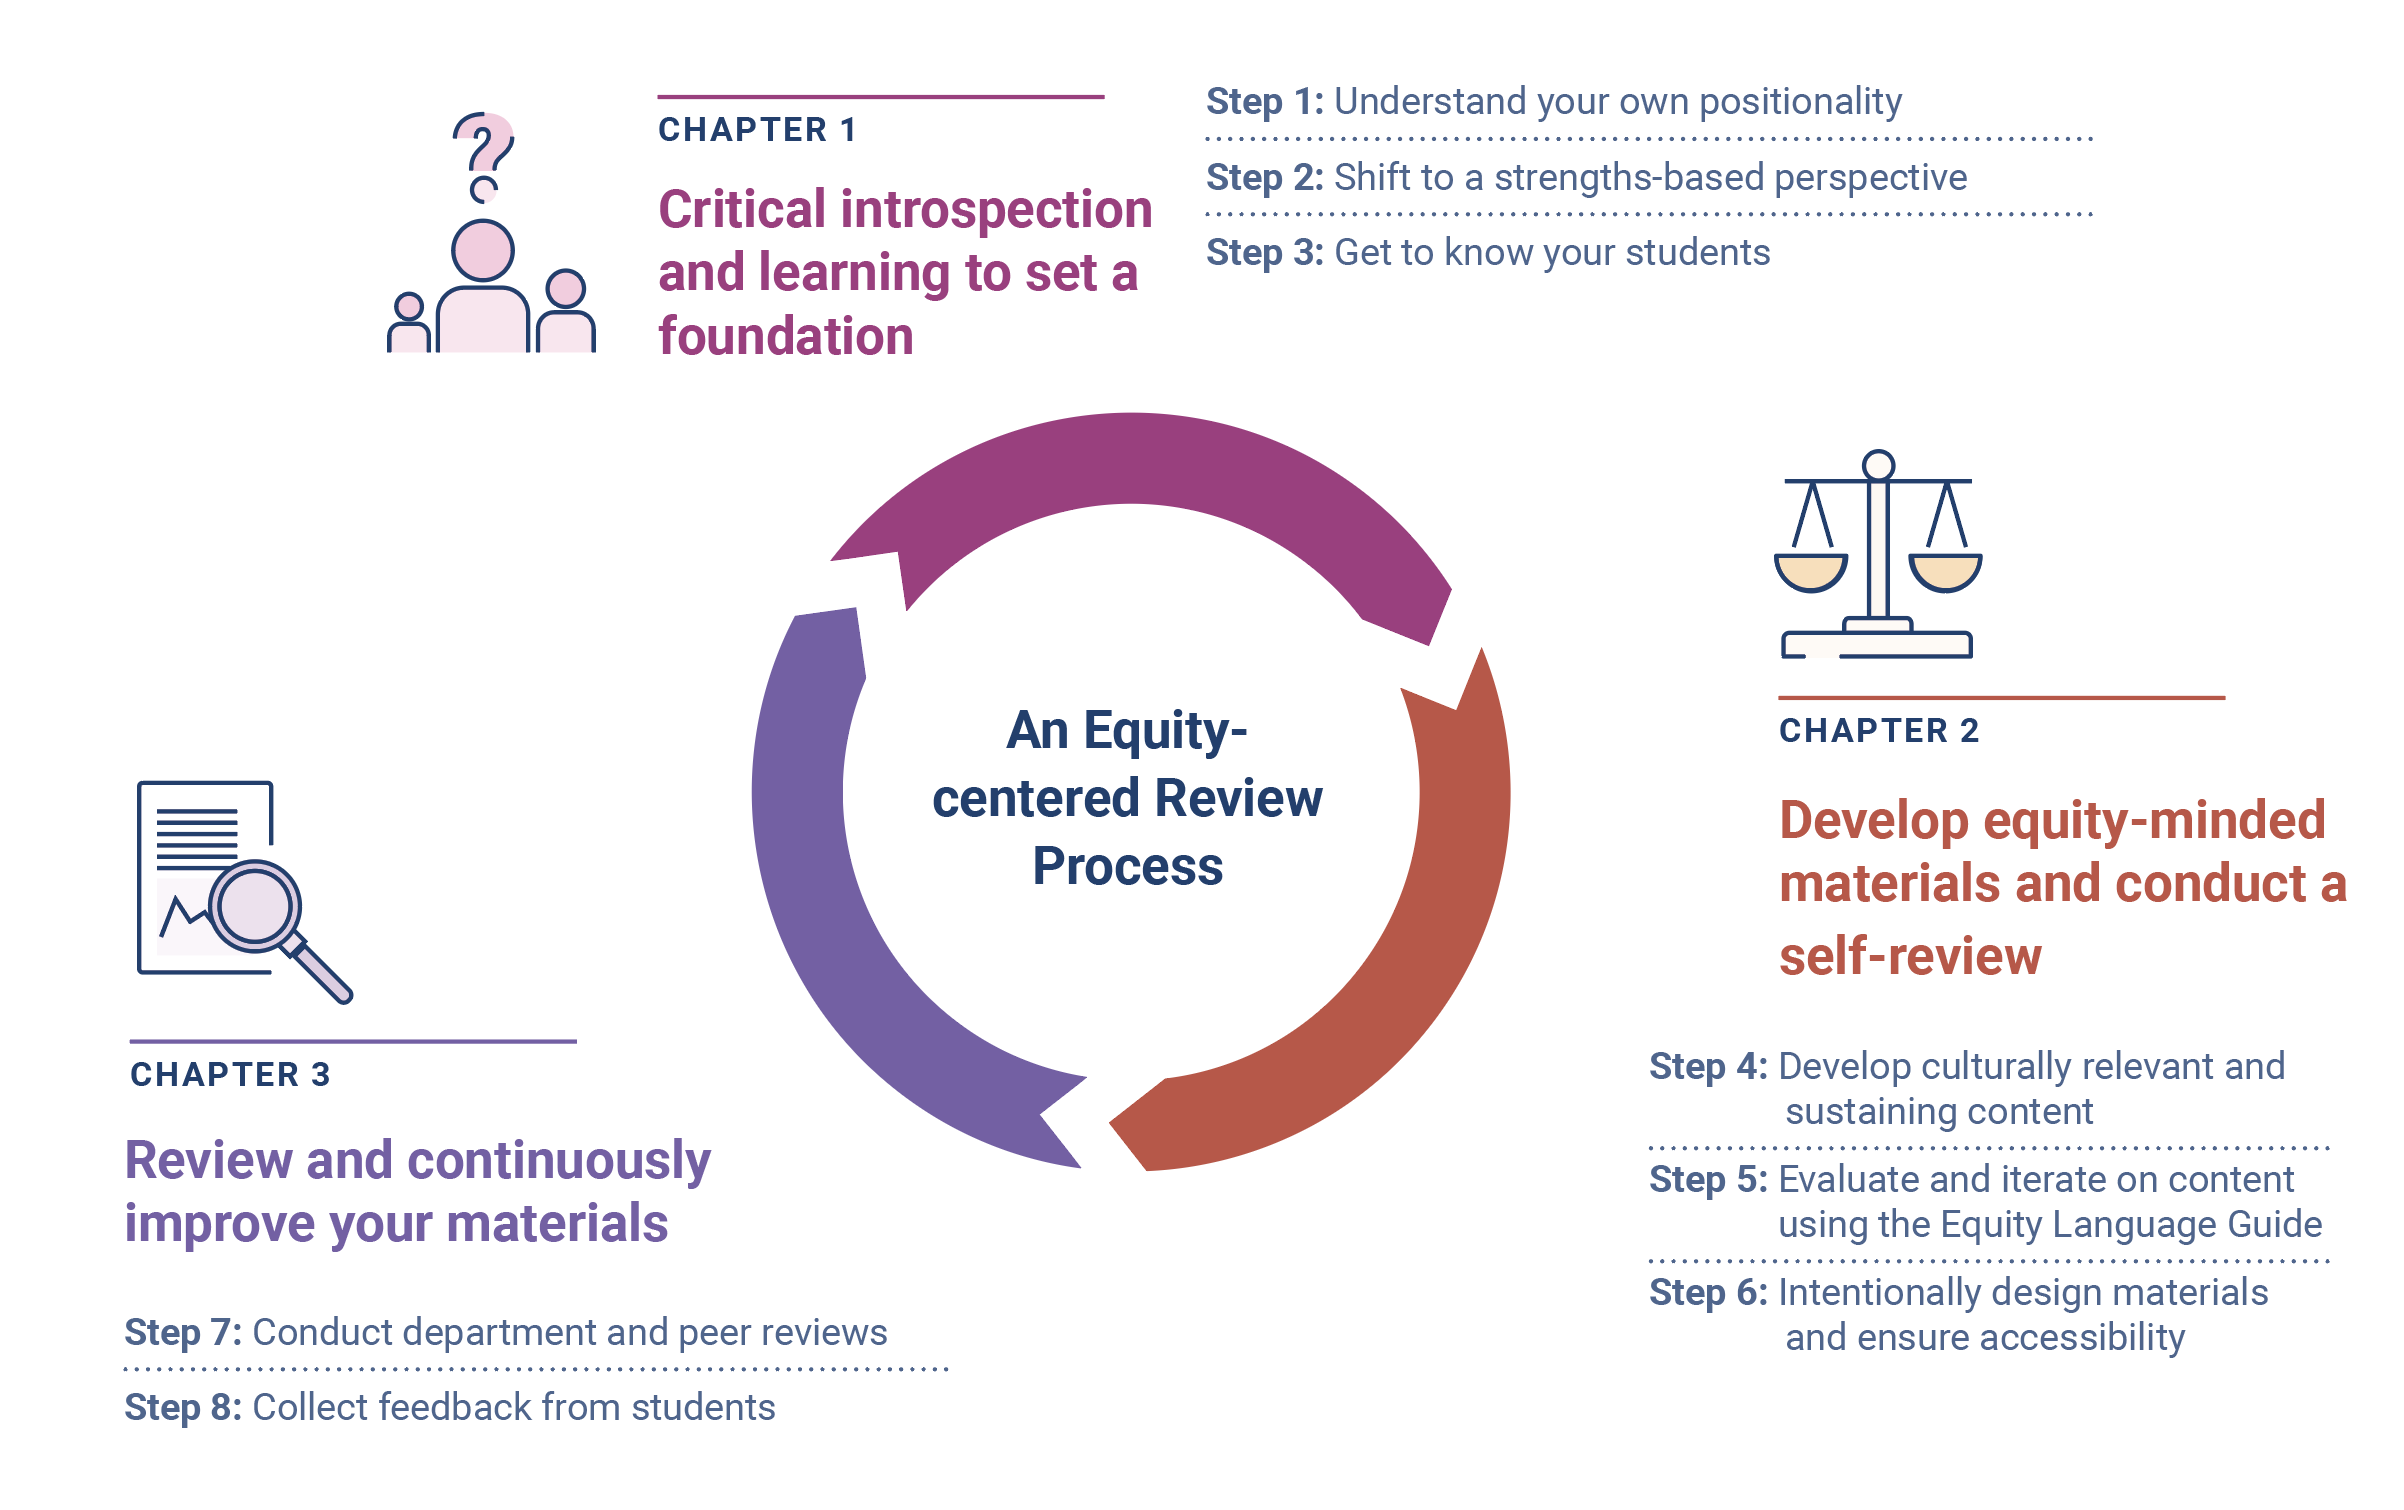 CHAPTER 1
Critical introspection
and learning to set a
foundation
Step 1: Understand your own positionality
Step 2: Shift to a strengths-based perspective
Step 3: Get to know your students
An Equity-
centered Review
Process
CHAPTER 2
Develop equity-minded
materials and conduct a
self-review
Step 4: Develop culturally relevant and
sustaining content
Step 5: Evaluate and iterate on content
using the Equity Language Guide
Step 6: Intentionally design materials
and ensure accessibility
CHAPTER 3
Review and continuously
improve your materials
Step 7: Conduct department and peer reviews
Step 8: Collect feedback from students